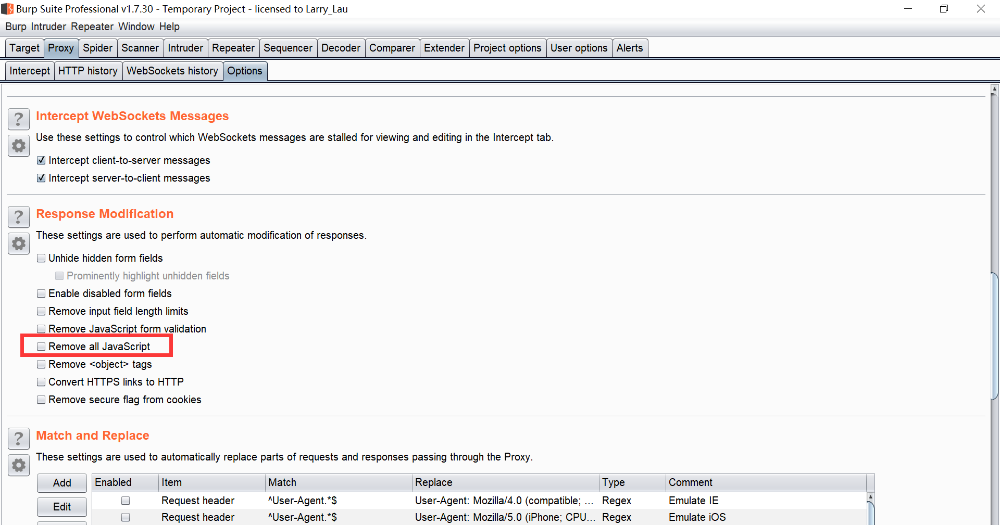 Burp Suite Professional v1.7.30 - Temporary Project - licensed to Larry_Lau
Burp Intruder Repeater Window Help
Target Proxy Spider Scanner Intruder Repeater Sequencer Decoder Comparer Extender Project options User options Alerts
Intercept HTTP history WebSockets history Options
? Intercept WebSockets Messages
Use these settings to control which WebSockets messages are stalled for viewing and editing in the Intercept tab.
Intercept client-to-server messages
Intercept server-to-client messages
? Response Modification
These settings are used to perform automatic modification of responses.
Unhide hidden form fields
Prominently highlight unhidden fields
Enable disabled form fields
Remove input field length limits
Remove JavaScript form validation
Remove all JavaScript
Remove <object> tags
Convert HTTPS links to HTTP
Remove secure flag from cookies
? Match and Replace
These settings are used to automatically replace parts of requests and responses passing through the Proxy.
Add Enabled Item Match Replace Type Comment
Request header ^User-Agent.*$ User-Agent: Mozilla/4.0 (compatible; ... Regex Emulate IE
Edit
Request header ^User-Agent.*$ User-Agent: Mozilla/5.0 (iPhone; CPU... Regex Emulate iOS